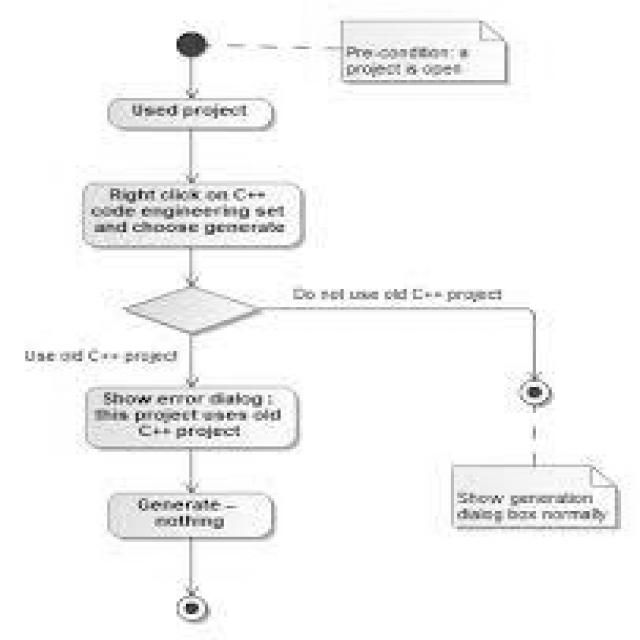 Pre-condition: a
project is open
Used project
Right click on C++
code engineering set
and choose generate
Do not use old C++ project
Use old C++ project
Show error dialog :
this project uses old
C++ project
Generate --
nothing
Show generation
dialog box normally